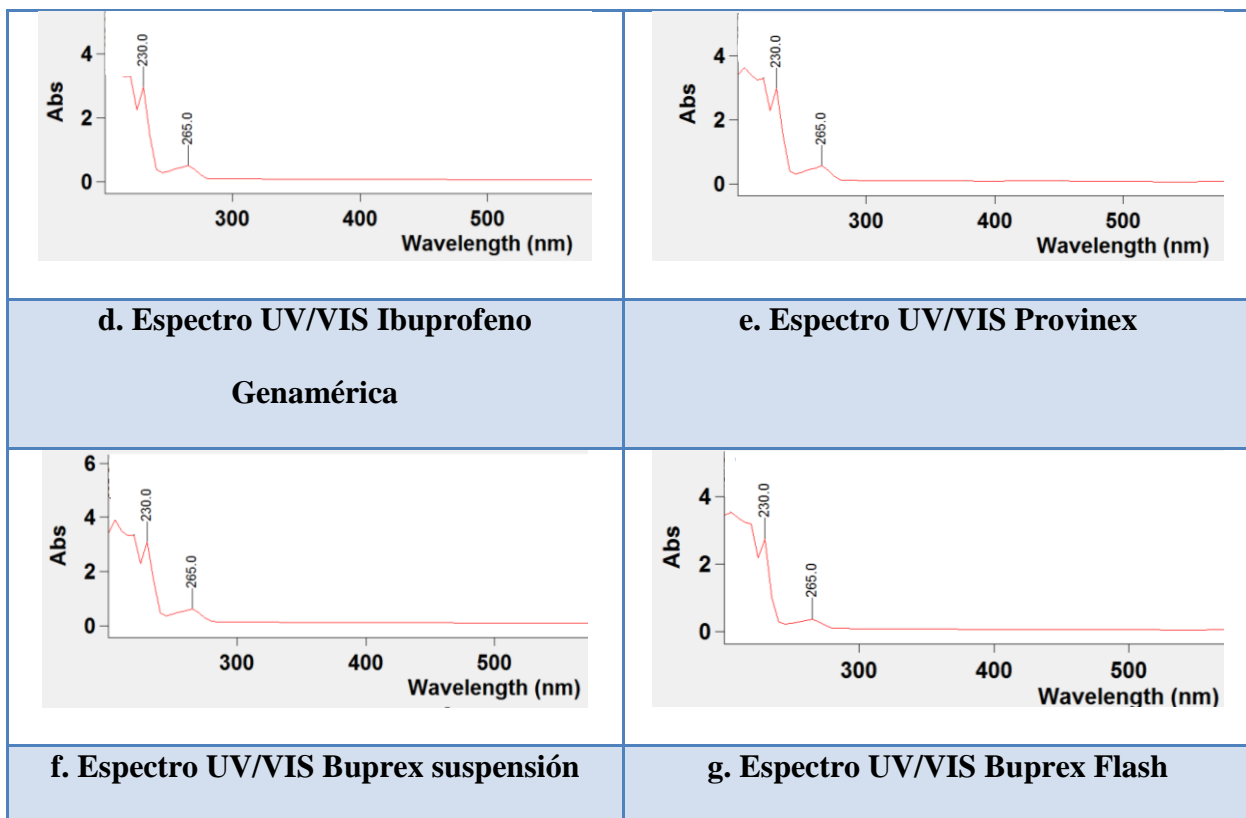 4
2
0
Abs
230.0
265.0
300
400
500
Wavelength (nm)
4
2
0
Abs
230.0
265.0
300
400
500
Wavelength (nm)
d. Espectro UV/VIS Ibuprofeno
Genamérica
e. Espectro UV/VIS Provinex
6
4
2
0
Abs
230.0
265.0
300
400
500
Wavelength (nm)
4
2
0
Abs
230.0
265.0
300
400
500
Wavelength (nm)
f. Espectro UV/VIS Buprex suspensión
g. Espectro UV/VIS Buprex Flash